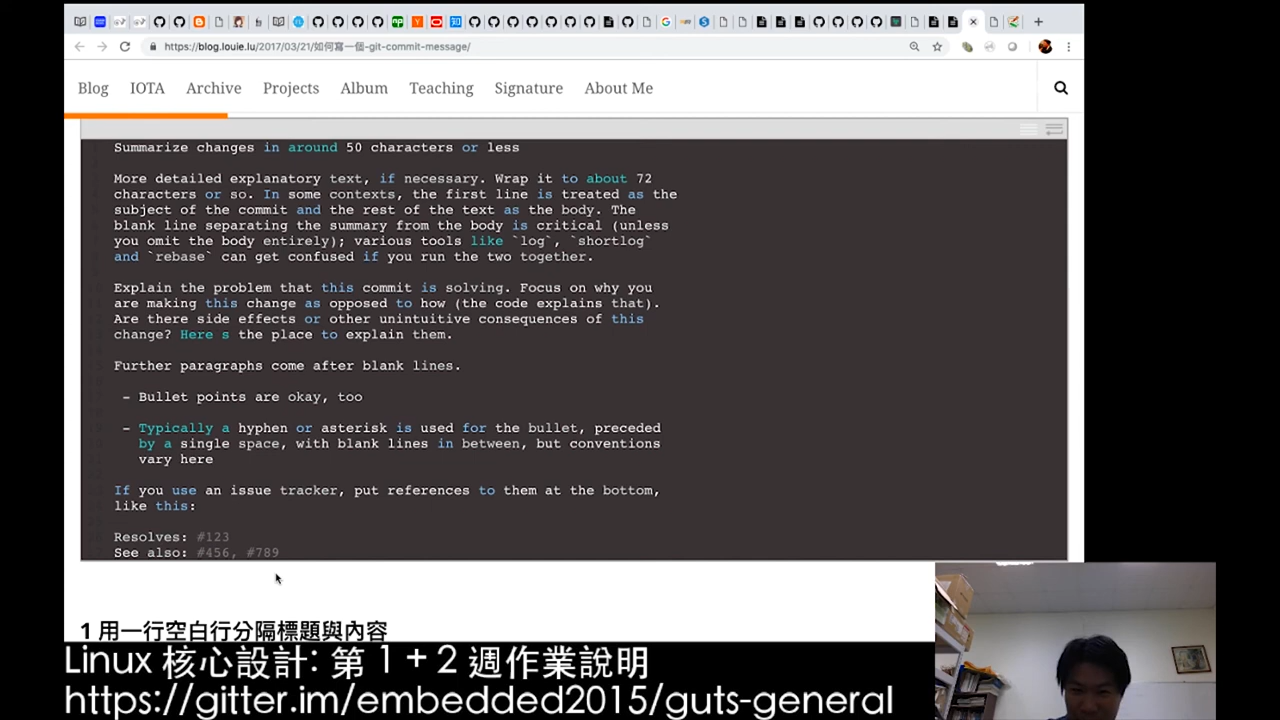 https://blog.louie.lu/2017/03/21/如何寫一個-git-commit-message/
Blog IOTA Archive Projects Album Teaching Signature About Me
Summarize changes in around 50 characters or less
More detailed explanatory text, if necessary. Wrap it to about 72
characters or so. In some contexts, the first line is treated as the
subject of the commit and the rest of the text as the body. The
blank line separating the summary from the body is critical (unless
you omit the body entirely); various tools like `log`, `shortlog`
and `rebase` can get confused if you run the two together.
Explain the problem that this commit is solving. Focus on why you
are making this change as opposed to how (the code explains that).
Are there side effects or other unintuitive consequences of this
change? Here s the place to explain them.
Further paragraphs come after blank lines.
- Bullet points are okay, too
- Typically a hyphen or asterisk is used for the bullet, preceded
by a single space, with blank lines in between, but conventions
vary here
If you use an issue tracker, put references to them at the bottom,
like this:
Resolves: #123
See also: #456, #789
1 用一行空白行分隔標題與內容
Linux 核心設計: 第 1 + 2 週作業說明
https://gitter.im/embedded2015/guts-general